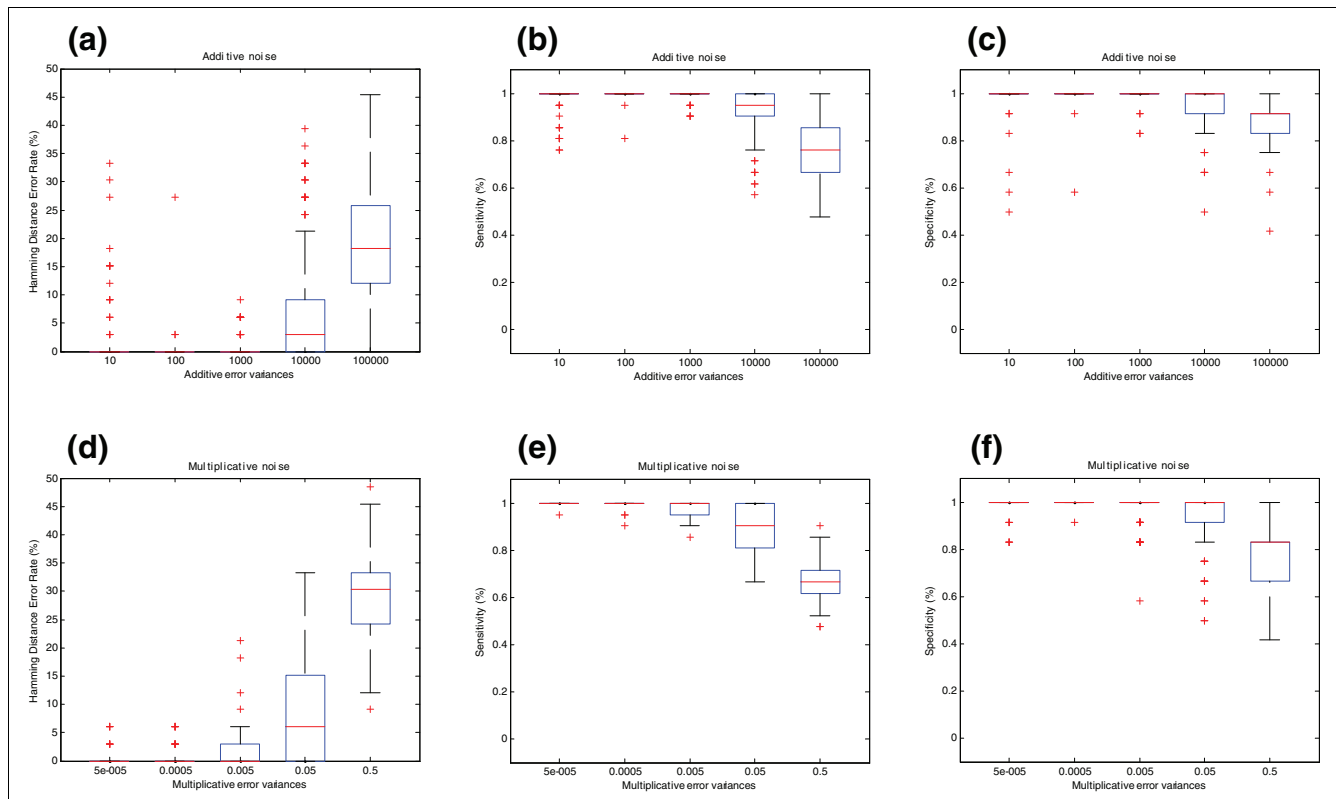 (a)
Additive noise
Hamming Distance Error Rate (%)
50
45
40
35
30
25
20
15
10
5
0
10 100 1000 10000 100000
Additive error variances
(b)
Additive noise
Sensitivity (%)
1
0.8
0.6
0.4
0.2
0
10 100 1000 10000 100000
Additive error variances
(c)
Additive noise
Specificity (%)
1
0.8
0.6
0.4
0.2
0
10 100 1000 10000 100000
Additive error variances
(d)
Multiplicative noise
Hamming Distance Error Rate (%)
50
45
40
35
30
25
20
15
10
5
0
5e-005 0.0005 0.005 0.05 0.5
Multiplicative error variances
(e)
Multiplicative noise
Sensitivity (%)
1
0.8
0.6
0.4
0.2
0
5e-005 0.0005 0.005 0.05 0.5
Multiplicative error variances
(f)
Multiplicative noise
Specificity (%)
1
0.8
0.6
0.4
0.2
0
5e-005 0.0005 0.005 0.05 0.5
Multiplicative error variances